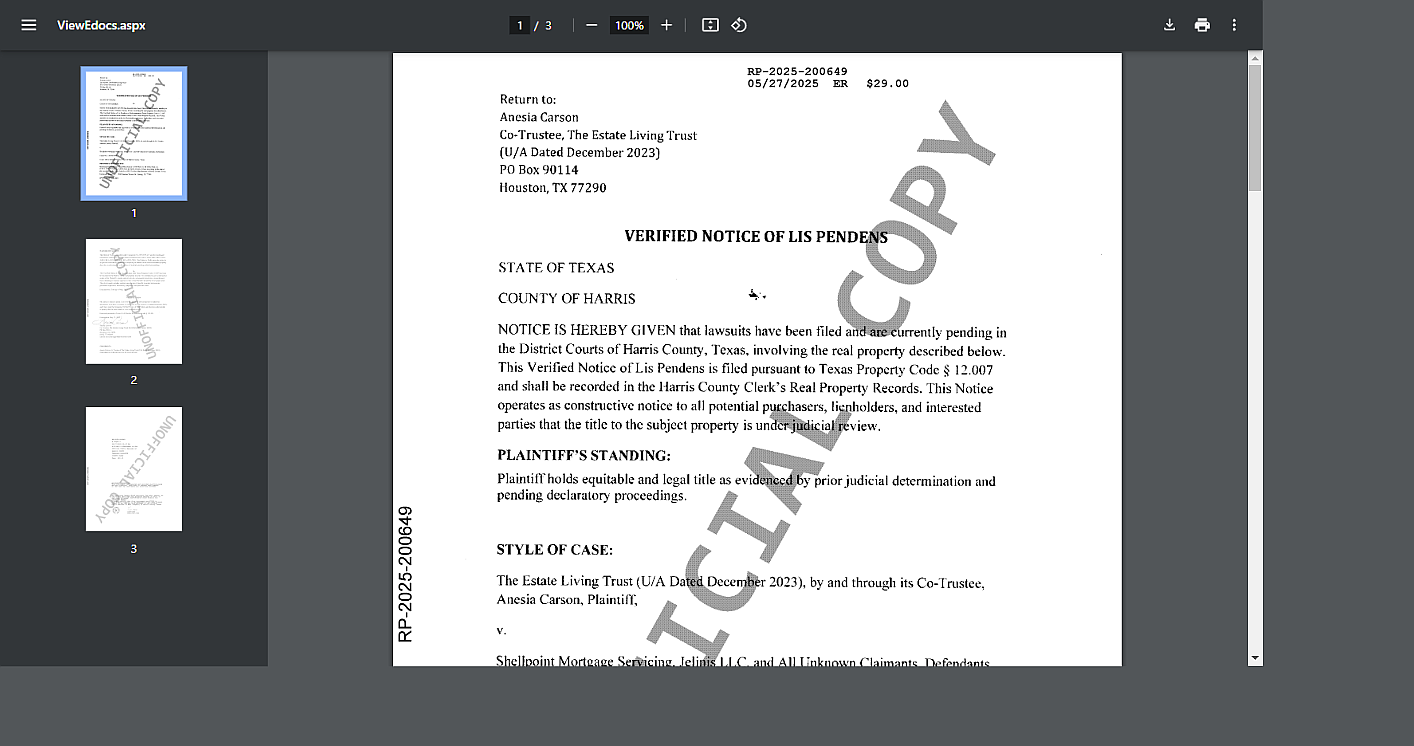 ViewEdocs.aspx
1 / 3
100%
1
2
3
RP-2025-200649
05/27/2025 ER $29.00
Return to:
Anesia Carson
Co-Trustee, The Estate Living Trust
(U/A Dated December 2023)
PO Box 90114
Houston, TX 77290
VERIFIED NOTICE OF LIS PENDENS
STATE OF TEXAS
COUNTY OF HARRIS
NOTICE IS HEREBY GIVEN that lawsuits have been filed and are currently pending in
the District Courts of Harris County, Texas, involving the real property described below.
This Verified Notice of Lis Pendens is filed pursuant to Texas Property Code § 12.007
and shall be recorded in the Harris County Clerk's Real Property Records. This Notice
operates as constructive notice to all potential purchasers, lienholders, and interested
parties that the title to the subject property is under judicial review.
PLAINTIFF'S STANDING:
Plaintiff holds equitable and legal title as evidenced by prior judicial determination and
pending declaratory proceedings.
STYLE OF CASE:
The Estate Living Trust (U/A Dated December 2023), by and through its Co-Trustee,
Anesia Carson, Plaintiff,
v.
Shellpoint Mortgage Servicing, Jelinis LLC, and All Unknown Claimants, Defendants
RP-2025-200649
ICIAL COPY
UNOFFICIAL COPY
UNOFFICIAL COPY
UNOFFICIAL COPY